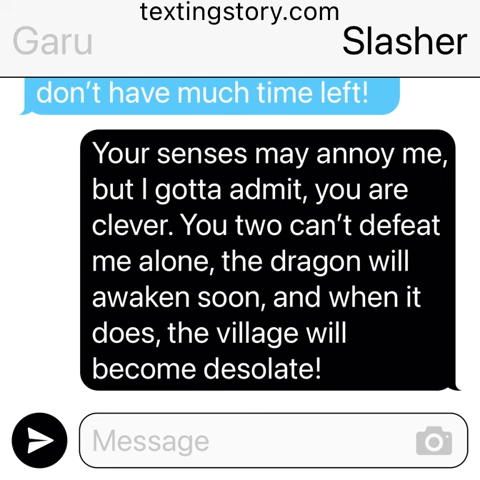 textingstory.com
Garu
Slasher
don't have much time left!
Your senses may annoy me,
but I gotta admit, you are
clever. You two can't defeat
me alone, the dragon will
awaken soon, and when it
does, the village will
become desolate!
Message